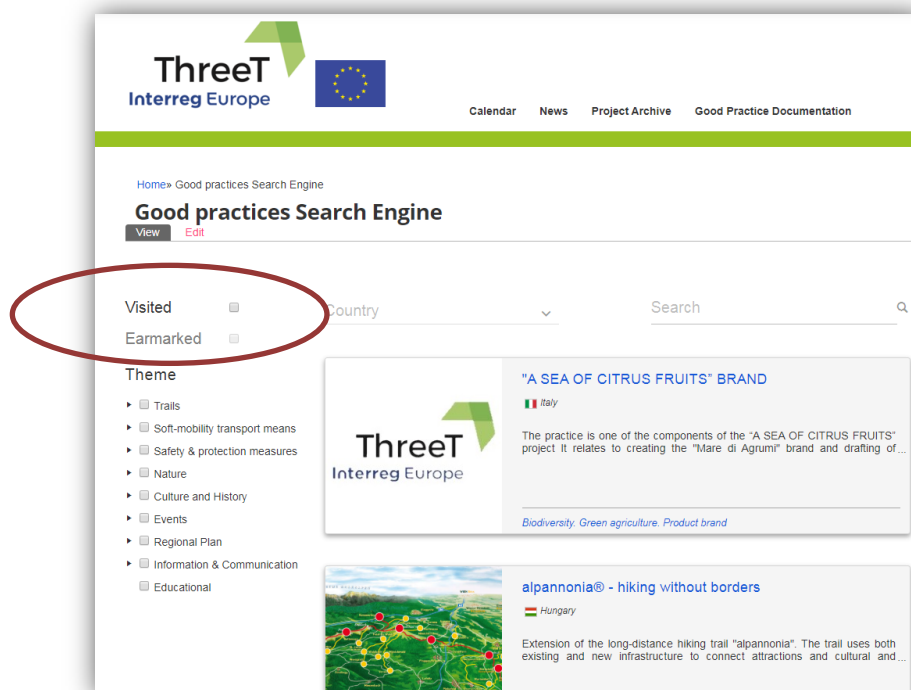 ThreeT
Interreg Europe
Calendar News Project Archive Good Practice Documentation
Home» Good practices Search Engine
Good practices Search Engine
View Edit
Visited
Earmarked
Country
Search
Theme
Trails
Soft-mobility transport means
Safety & protection measures
Nature
Culture and History
Events
Regional Plan
Information & Communication
Educational
ThreeT
Interreg Europe
"A SEA OF CITRUS FRUITS" BRAND
Italy
The practice is one of the components of the "A SEA OF CITRUS FRUITS"
project It relates to creating the "Mare di Agrumi" brand and drafting of...
Biodiversity. Green agriculture. Product brand
alpannonia® - hiking without borders
Hungary
Extension of the long-distance hiking trail "alpannonia". The trail uses both
existing and new infrastructure to connect attractions and cultural and...